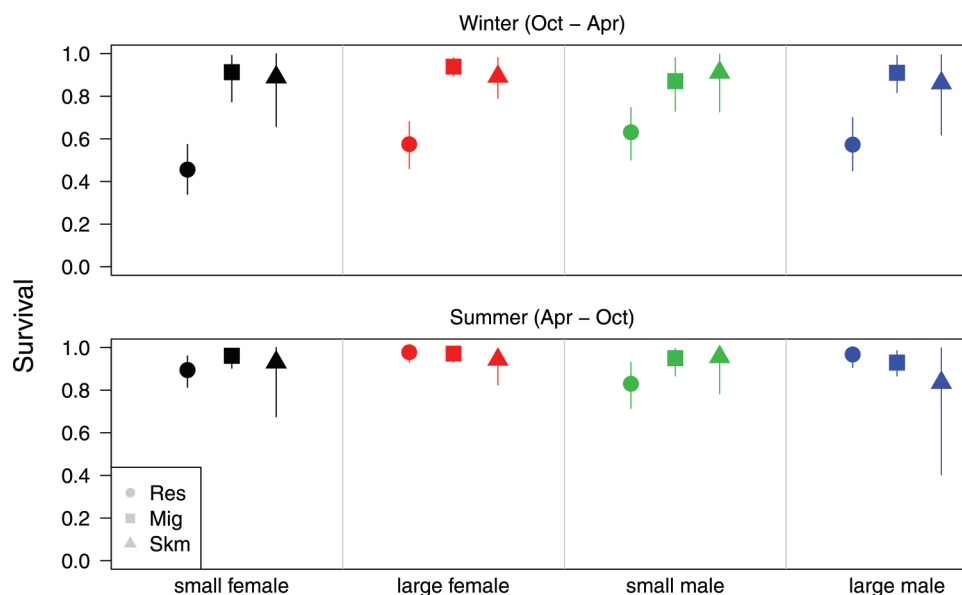 Winter (Oct – Apr)
1.0
0.8
0.6
0.4
0.2
0.0
Survival
Summer (Apr – Oct)
1.0
0.8
0.6
0.4
0.2
0.0
Res
Mig
Skm
small female large female small male large male